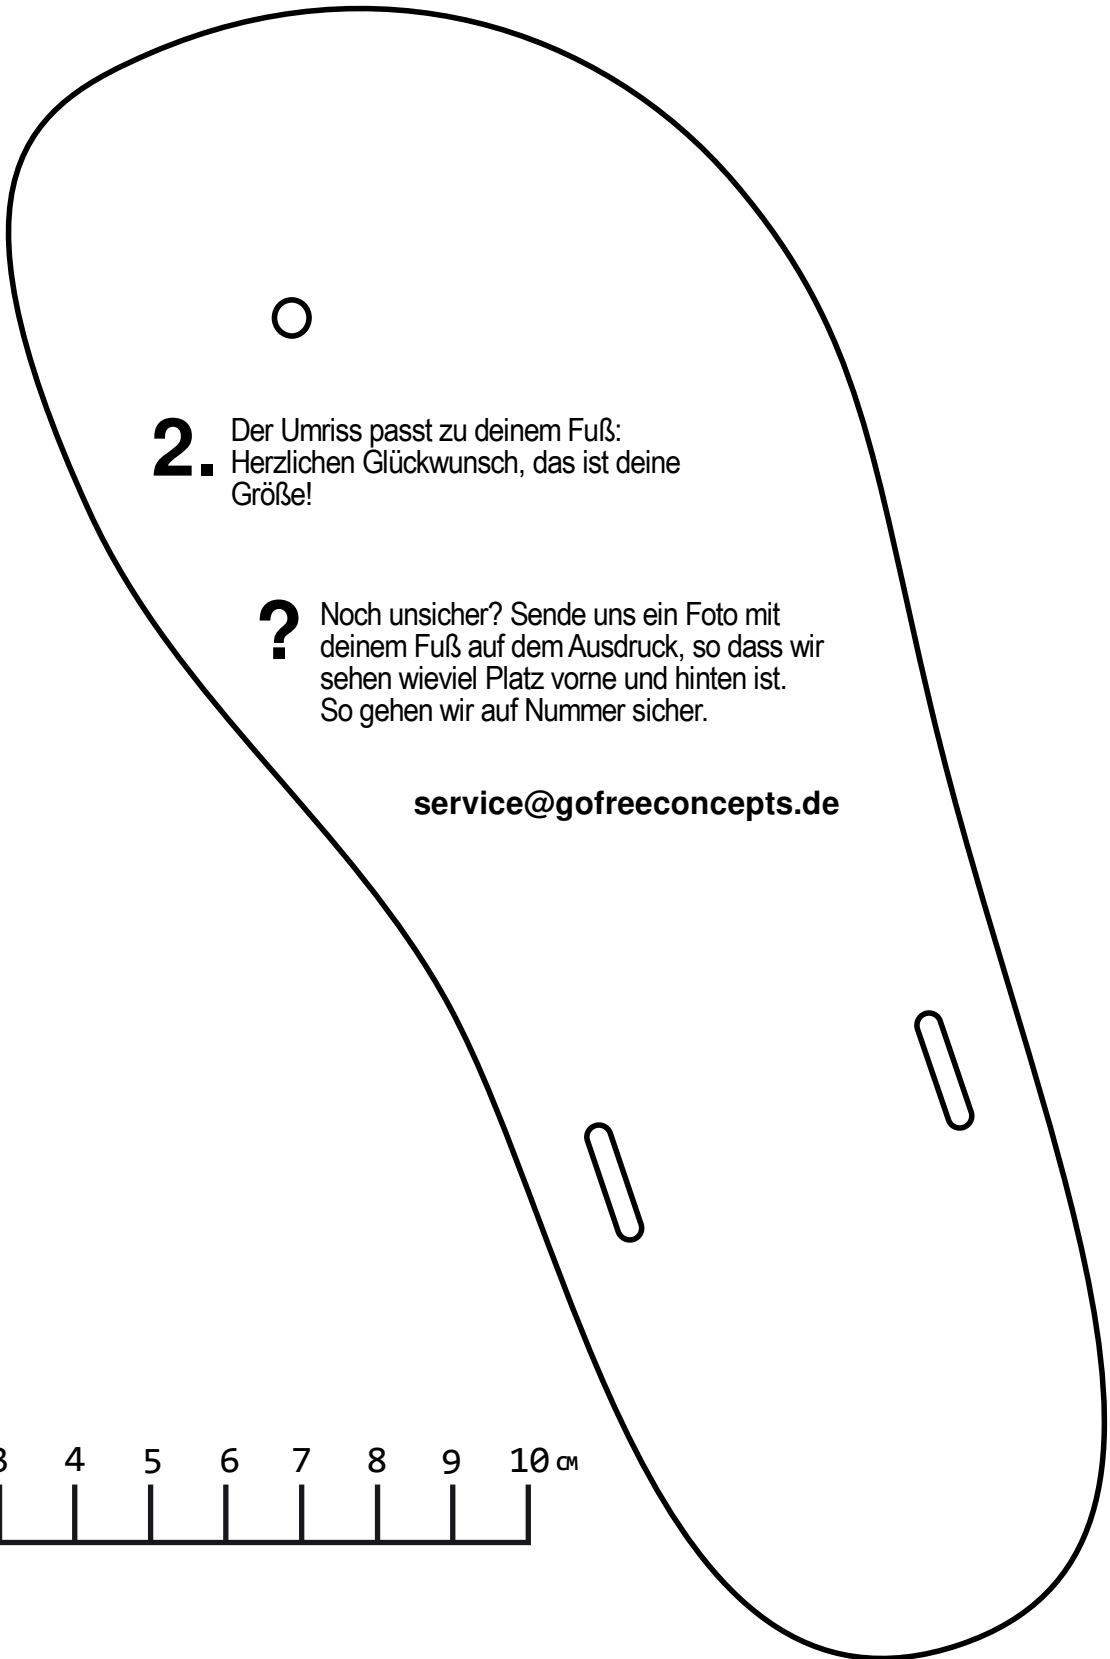 2. Der Umriss passt zu deinem Fuß:
Herzlichen Glückwunsch, das ist deine
Größe!
? Noch unsicher? Sende uns ein Foto mit
deinem Fuß auf dem Ausdruck, so dass wir
sehen wieviel Platz vorne und hinten ist.
So gehen wir auf Nummer sicher.
service@gofreeconcepts.de
3 4 5 6 7 8 9 10 CM